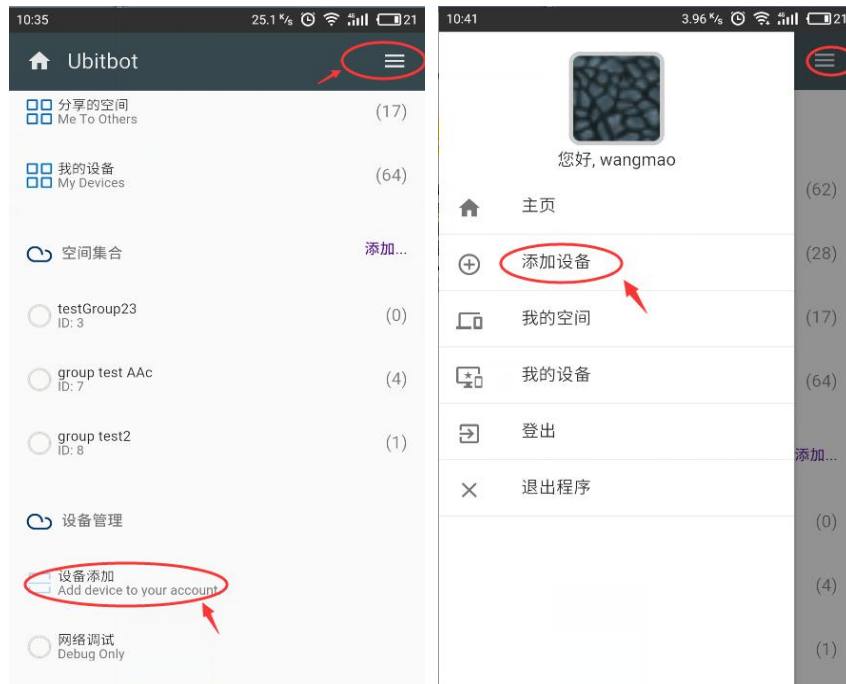 10:35
25.1 K/s 4G 21
Ubitbot
分享的空间
Me To Others
(17)
我的设备
My Devices
(64)
空间集合
添加...
testGroup23
ID: 3
(0)
group test AAc
ID: 7
(4)
group test2
ID: 8
(1)
设备管理
设备添加
Add device to your account
网络调试
Debug Only
10:41
3.96 K/s 4G 21
您好, wangmao
主页
添加设备
我的空间
我的设备
登出
退出程序
(62)
(28)
(17)
(64)
添加...
(0)
(4)
(1)